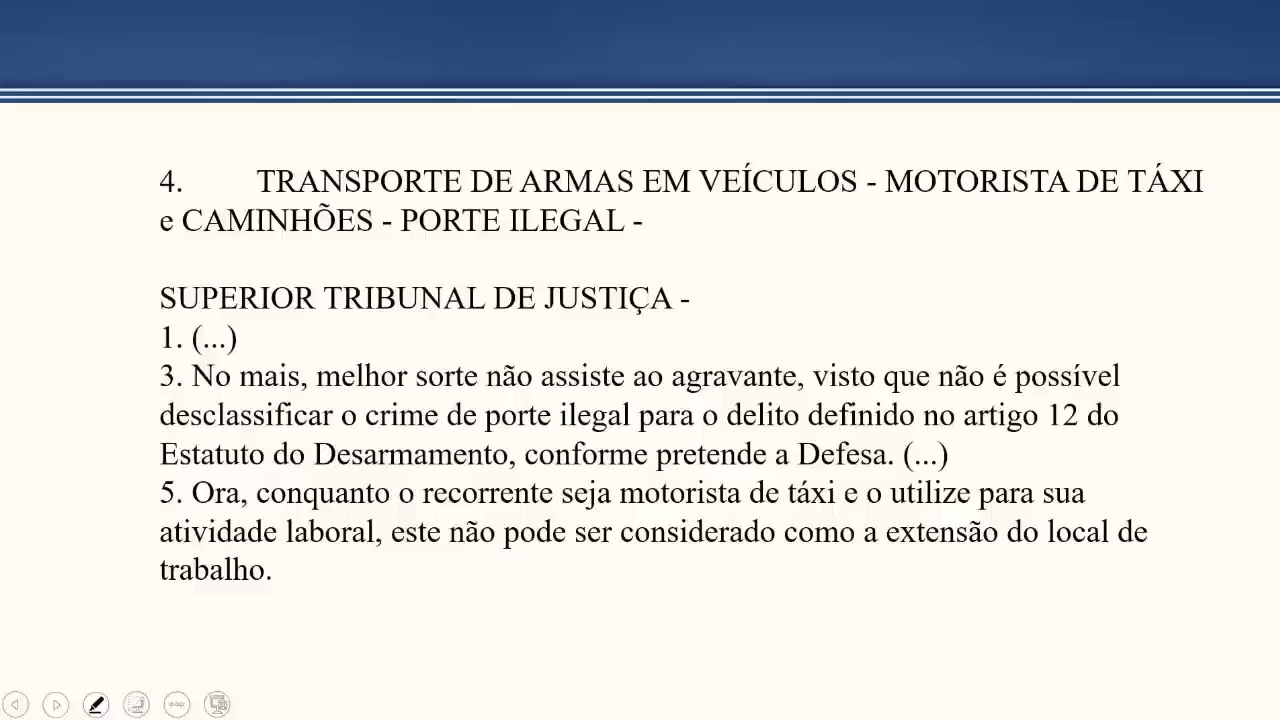 4. TRANSPORTE DE ARMAS EM VEÍCULOS - MOTORISTA DE TÁXI
e CAMINHÕES - PORTE ILEGAL -
SUPERIOR TRIBUNAL DE JUSTIÇA -
1. (...)
3. No mais, melhor sorte não assiste ao agravante, visto que não é possível
desclassificar o crime de porte ilegal para o delito definido no artigo 12 do
Estatuto do Desarmamento, conforme pretende a Defesa. (...)
5. Ora, conquanto o recorrente seja motorista de táxi e o utilize para sua
atividade laboral, este não pode ser considerado como a extensão do local de
trabalho.